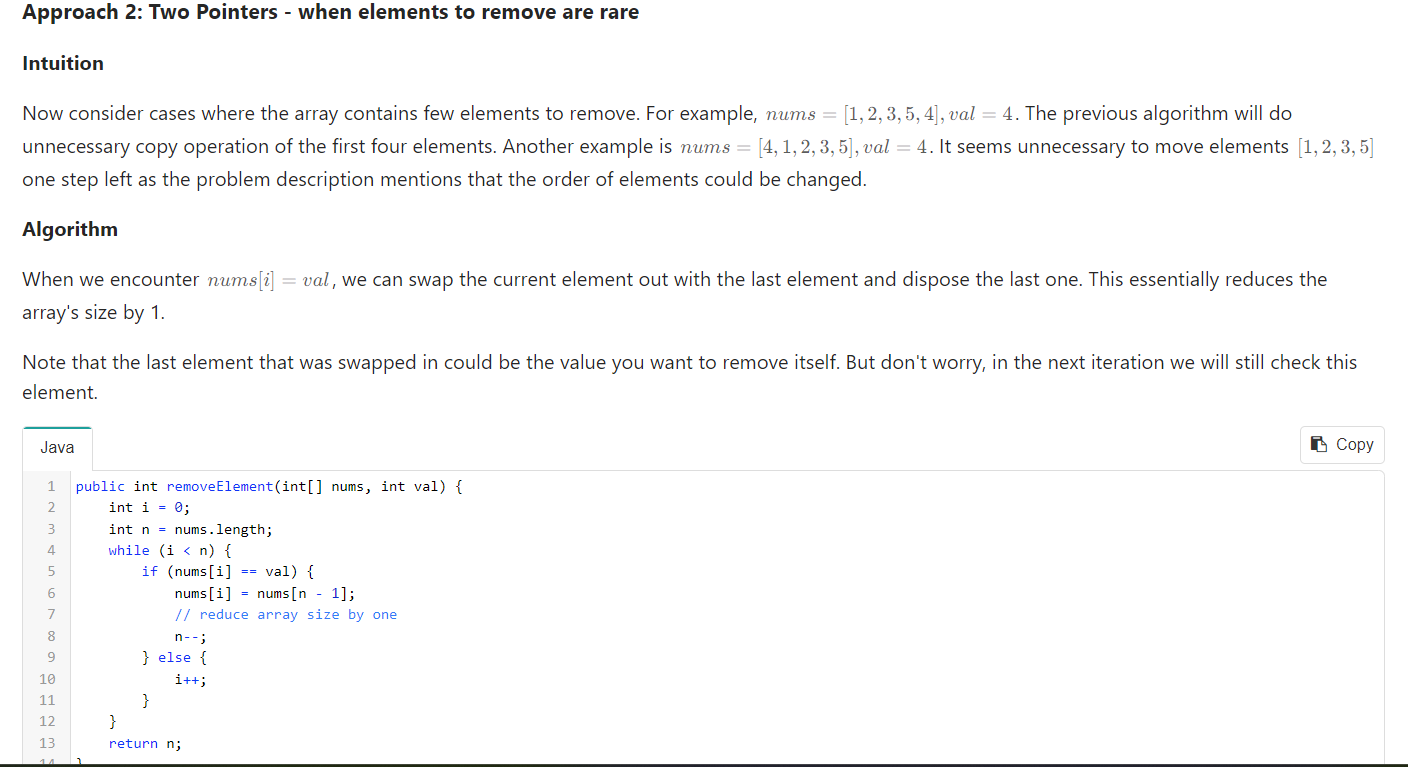 Approach 2: Two Pointers - when elements to remove are rare
Intuition
Now consider cases where the array contains few elements to remove. For example, nums = [1, 2, 3, 5, 4], val = 4. The previous algorithm will do
unnecessary copy operation of the first four elements. Another example is nums = [4, 1, 2, 3, 5], val = 4. It seems unnecessary to move elements [1, 2, 3, 5]
one step left as the problem description mentions that the order of elements could be changed.
Algorithm
When we encounter nums[i] = val, we can swap the current element out with the last element and dispose the last one. This essentially reduces the
array's size by 1.
Note that the last element that was swapped in could be the value you want to remove itself. But don't worry, in the next iteration we will still check this
element.
Java
Copy
1 public int removeElement(int[] nums, int val) {
2     int i = 0;
3     int n = nums.length;
4     while (i < n) {
5         if (nums[i] == val) {
6             nums[i] = nums[n - 1];
7             // reduce array size by one
8             n--;
9         } else {
10             i++;
11         }
12     }
13     return n;
14 }